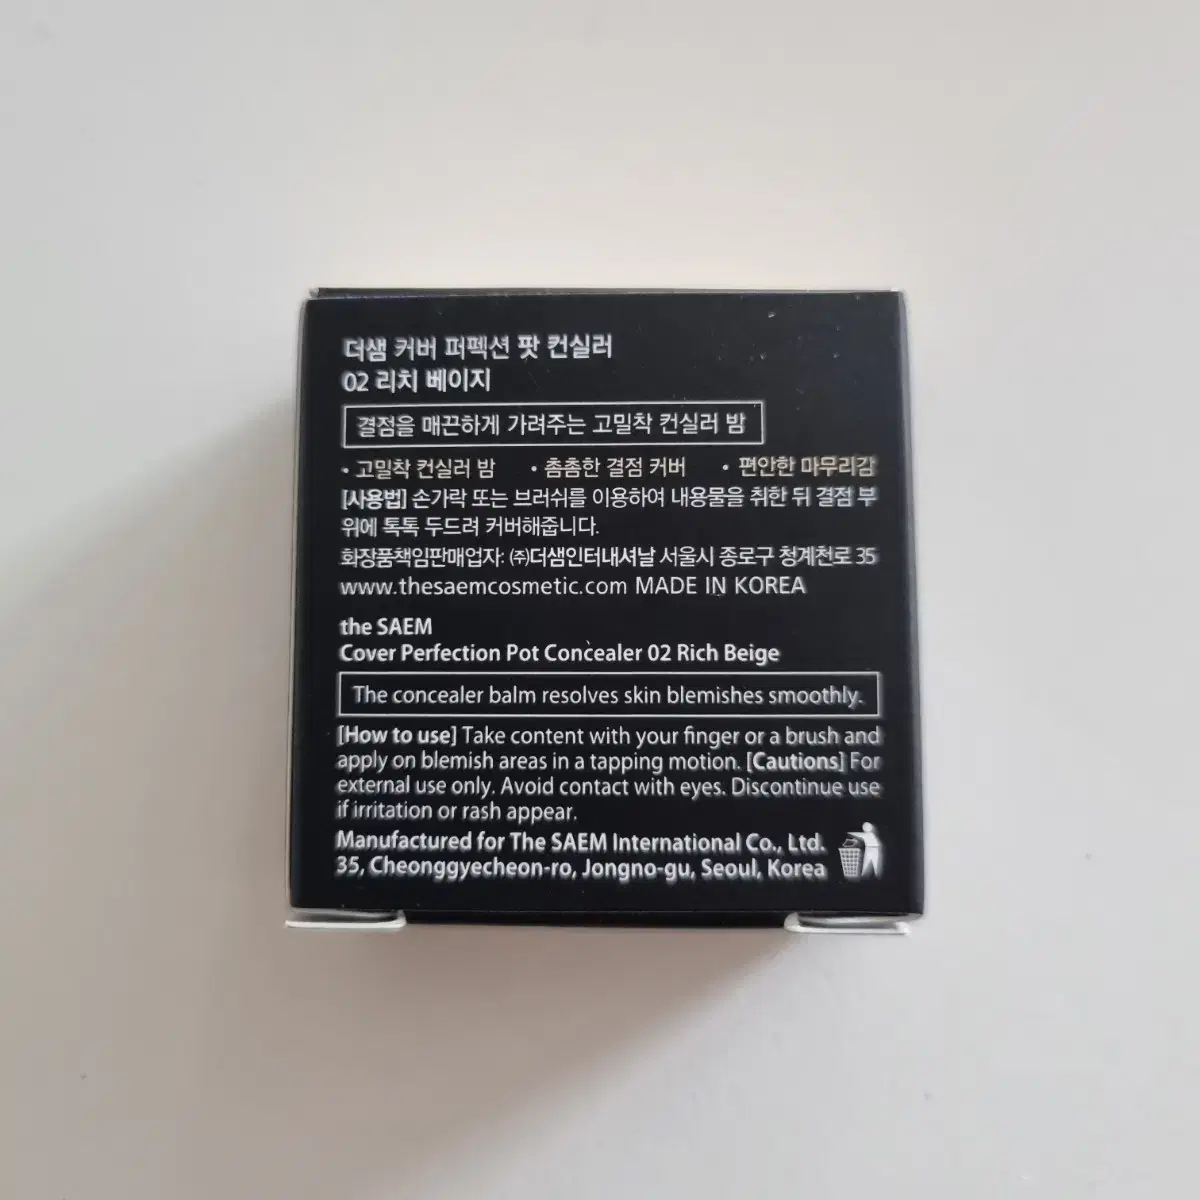 더샘 커버 퍼펙션 팟 컨실러
02 리치 베이지
결점을 매끈하게 가려주는 고밀착 컨실러 밤
• 고밀착 컨실러 밤 • 촘촘한 결점 커버 • 편안한 마무리감
[사용법] 손가락 또는 브러쉬를 이용하여 내용물을 취한 뒤 결점 부
위에 톡톡 두드려 커버해줍니다.
화장품책임판매업자: ㈜더샘인터내셔날 서울시 종로구 청계천로 35
www.thesaemcosmetic.com MADE IN KOREA
the SAEM
Cover Perfection Pot Concealer 02 Rich Beige
The concealer balm resolves skin blemishes smoothly.
[How to use] Take content with your finger or a brush and
apply on blemish areas in a tapping motion. [Cautions] For
external use only. Avoid contact with eyes. Discontinue use
if irritation or rash appear.
Manufactured for The SAEM International Co., Ltd.
35, Cheonggyecheon-ro, Jongno-gu, Seoul, Korea